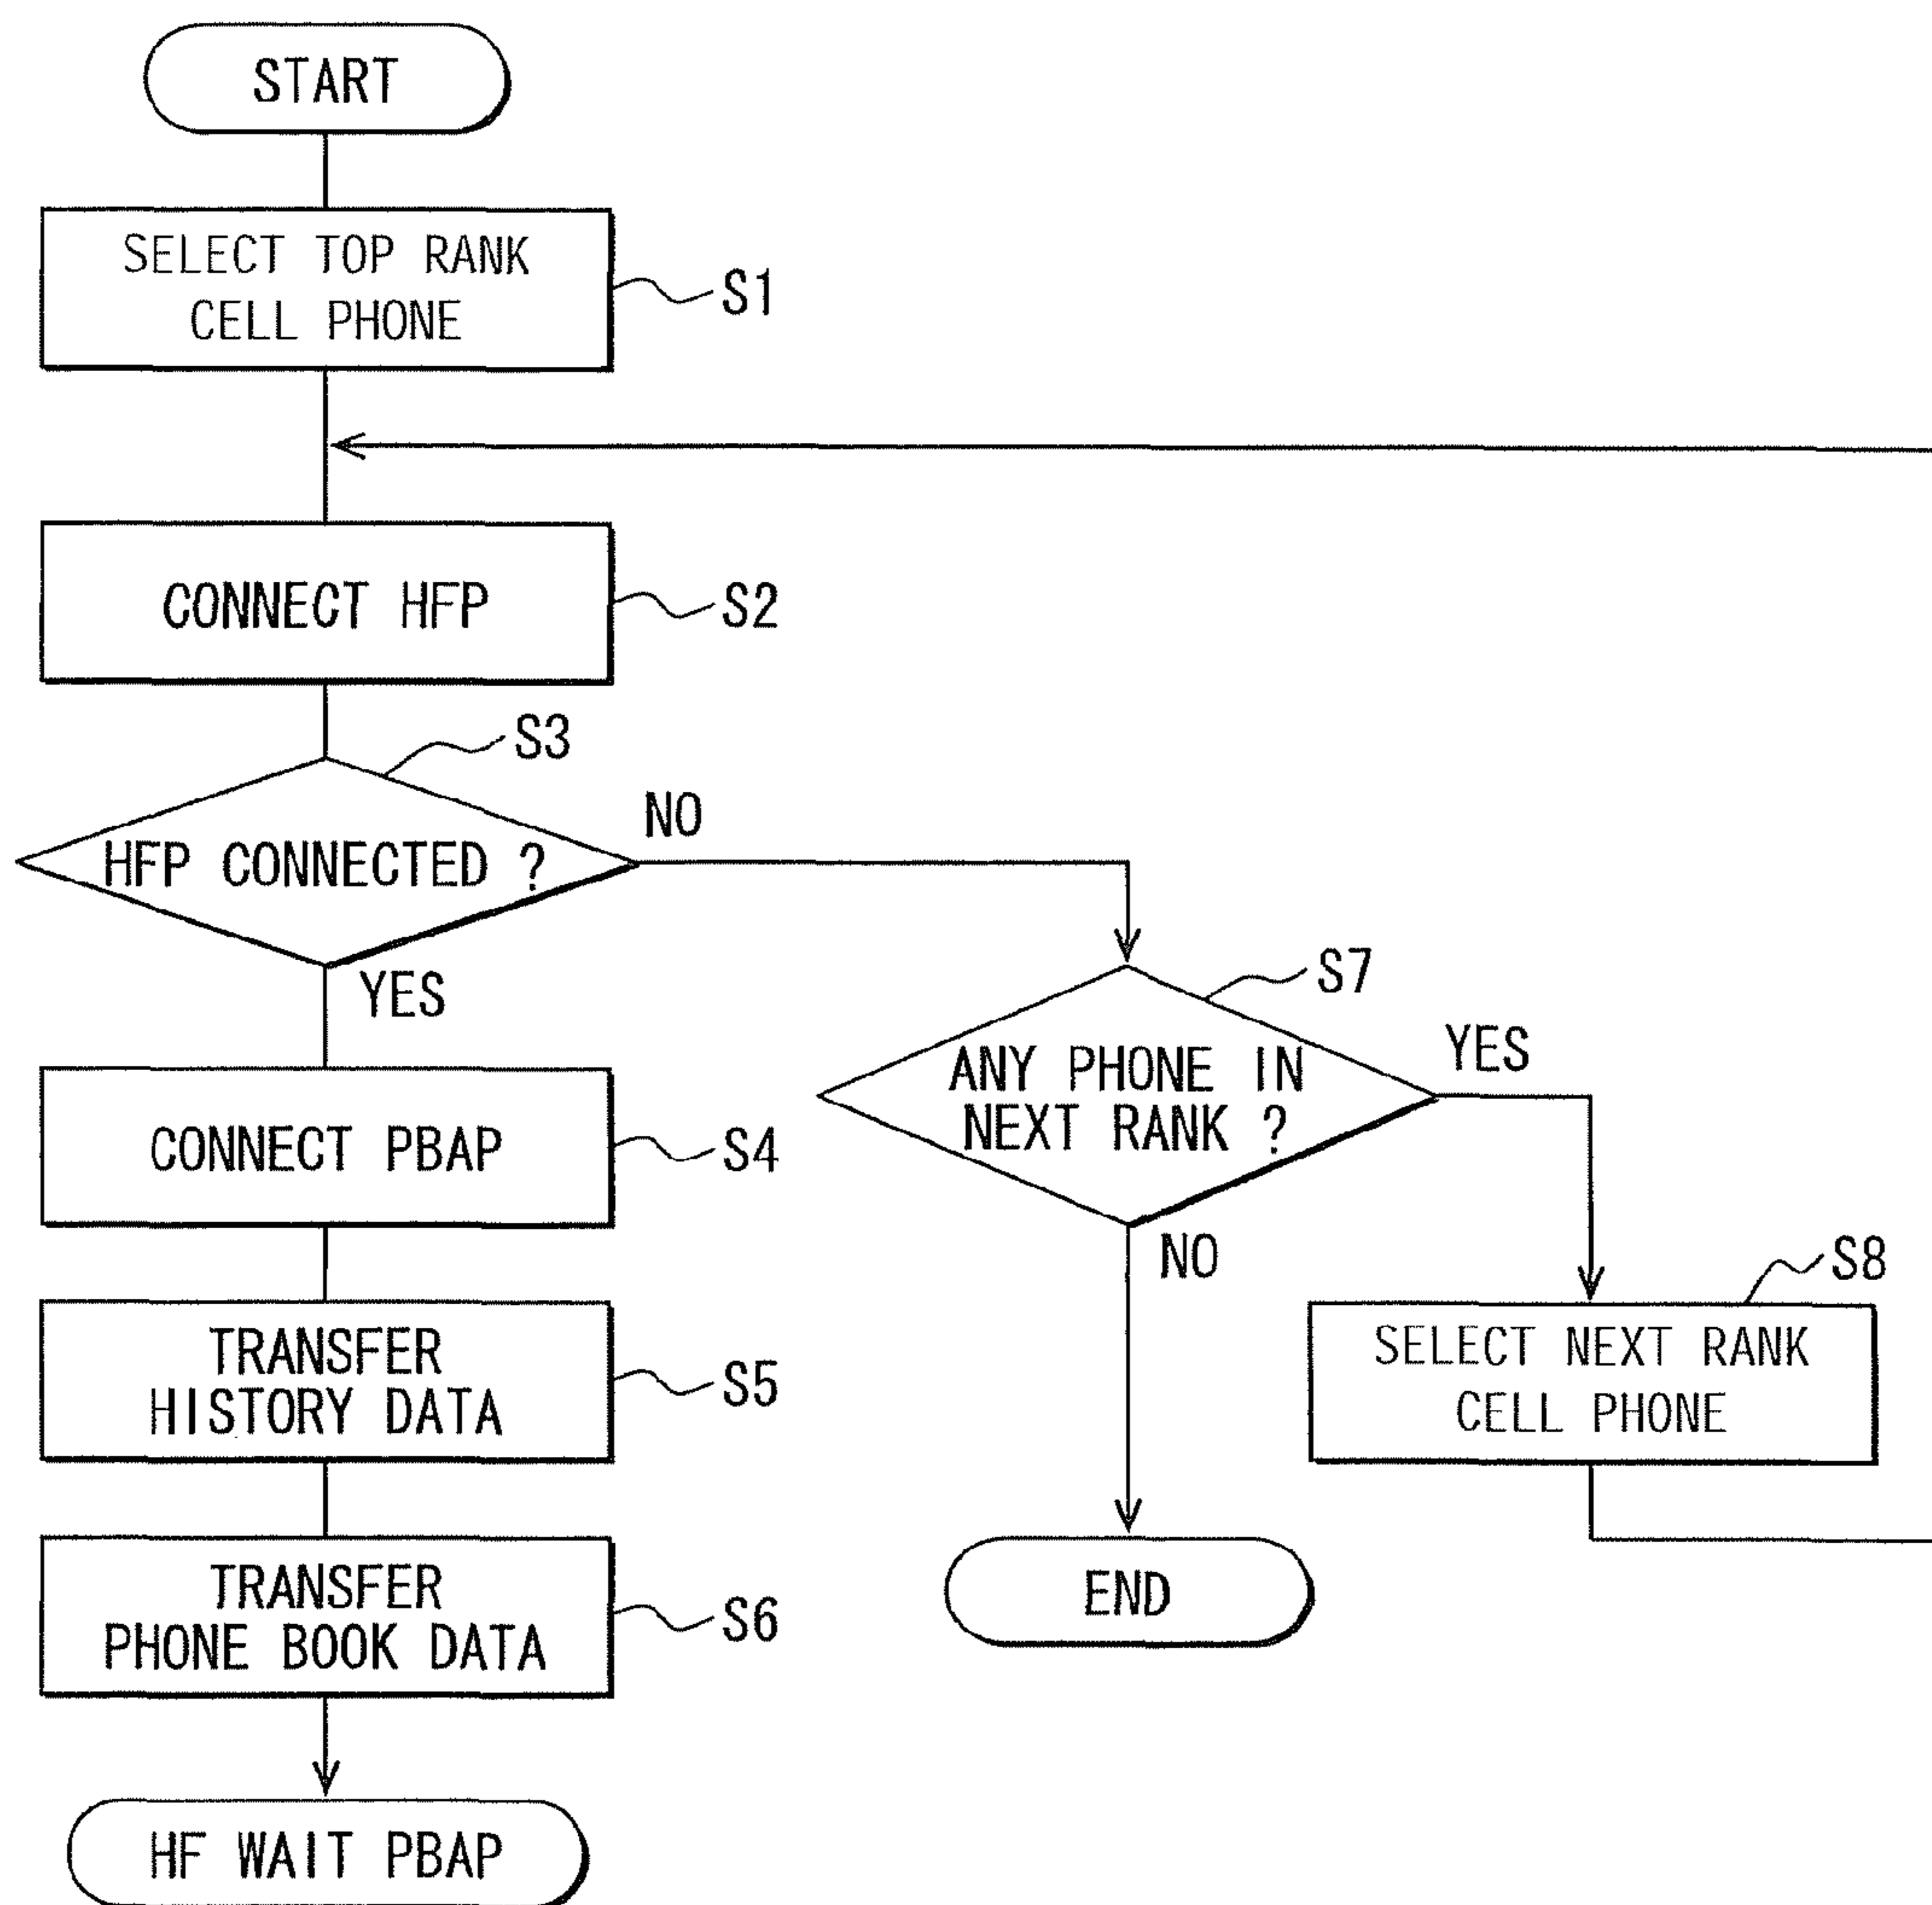 START
SELECT TOP RANK
CELL PHONE
S1
CONNECT HFP
S2
S3
HFP CONNECTED ?
NO
YES
CONNECT PBAP
S4
TRANSFER
HISTORY DATA
S5
TRANSFER
PHONE BOOK DATA
S6
HF WAIT PBAP
S7
ANY PHONE IN
NEXT RANK ?
YES
NO
S8
SELECT NEXT RANK
CELL PHONE
END